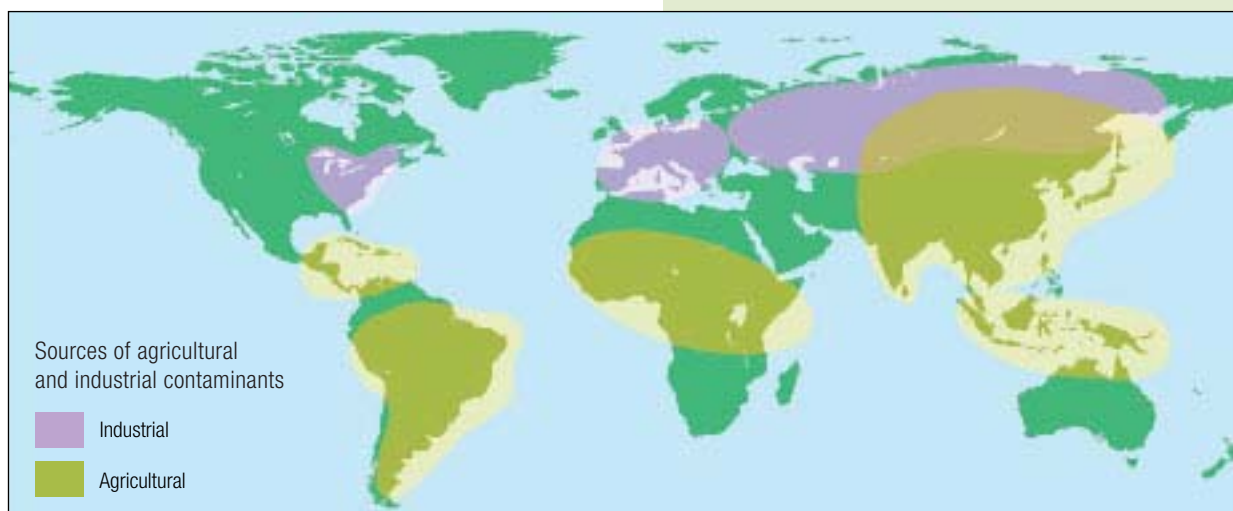 Sources of agricultural
and industrial contaminants
Industrial
Agricultural